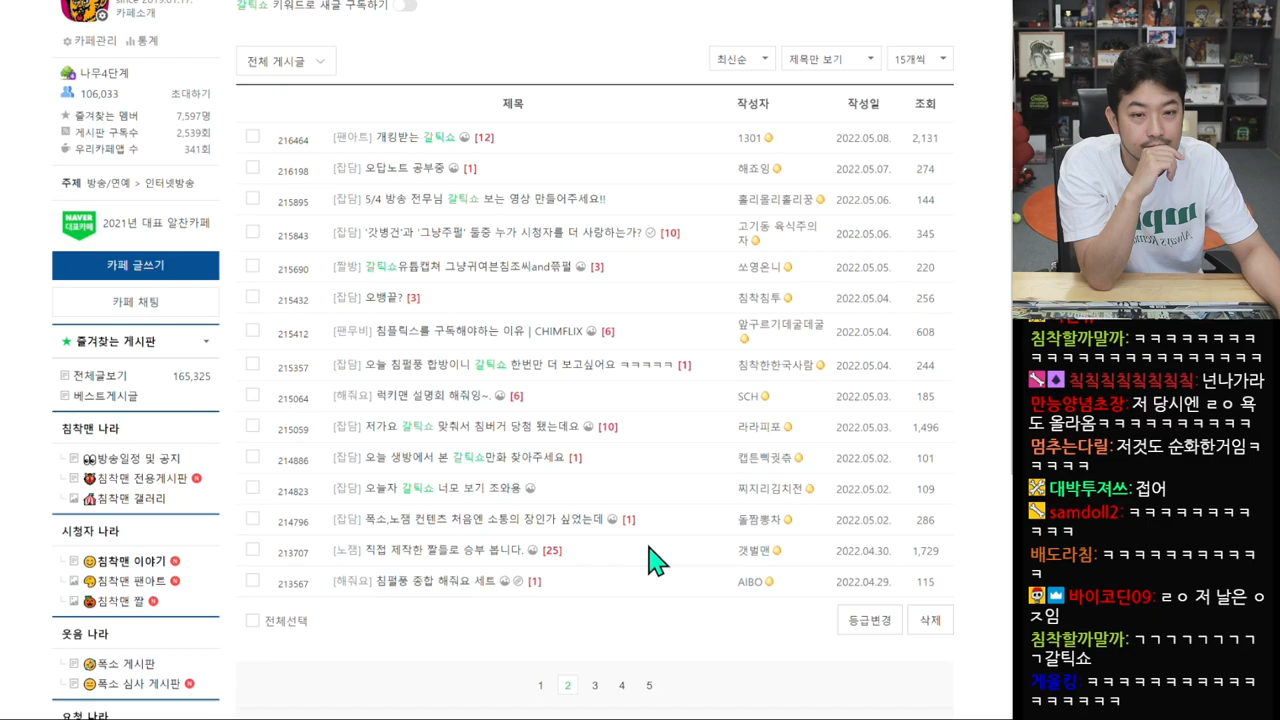 since 2019.01.17.
카페소개
카페관리 통계
나무4단계
106,033 초대하기
즐겨찾는 멤버 7,597명
게시판 구독수 2,539회
우리카페앱 수 341회
주제 방송/연예 > 인터넷방송
NAVER 대표카페
2021년 대표 알찬카페
카페 글쓰기
카페 채팅
즐겨찾는 게시판
전체글보기 165,325
베스트게시글
침착맨 나라
방송일정 및 공지
침착맨 전용게시판 N
침착맨 갤러리
시청자 나라
침착맨 이야기 N
침착맨 팬아트 N
침착맨 짤 N
웃음 나라
폭소 게시판
폭소 심사 게시판 N
요청 나라
갈틱쇼 키워드로 새글 구독하기
전체 게시글 최신순 제목만 보기 15개씩
제목 작성자 작성일 조회
216464 [팬아트] 개킹받는 갈틱쇼 [12] 1301 2022.05.08. 2,131
216198 [잡담] 오답노트 공부중 [1] 해죠잉 2022.05.07. 274
215895 [잡담] 5/4 방송 전무님 갈틱쇼 보는 영상 만들어주세요!! 홀리몰리홀리꿍 2022.05.06. 144
215843 [잡담] '갓병건'과 '그냥주펄' 둘중 누가 시청자를 더 사랑하는가? [10] 고기동 육식주의자 2022.05.06. 345
215690 [짤방] 갈틱쇼유튭캡쳐 그냥귀여븐침조씨and쮺펄 [3] 쏘영온니 2022.05.05. 220
215432 [잡담] 오뱅끝? [3] 침착침투 2022.05.04. 256
215412 [팬무비] 침플릭스를 구독해야하는 이유 | CHIMFLIX [6] 앞구르기데굴데굴 2022.05.04. 608
215357 [잡담] 오늘 침펄풍 합방이니 갈틱쇼 한번만 더 보고싶어요 ㅋㅋㅋㅋㅋ [1] 침착한한국사람 2022.05.04. 244
215064 [해줘요] 럭키맨 설명회 해줘잉~. [6] SCH 2022.05.03. 185
215059 [잡담] 저기요 갈틱쇼 맞춰서 침버거 당첨 됐는데요 [10] 라라피포 2022.05.03. 1,496
214886 [잡담] 오늘 생방에서 본 갈틱쇼만화 찾아주세요 [1] 캡튼삑궞츆 2022.05.02. 101
214823 [잡담] 오늘자 갈틱쇼 너모 보기 조와용 찌지리김치전 2022.05.02. 109
214796 [잡담] 폭소,노잼 컨텐츠 처음엔 소통의 장인가 싶었는데 [1] 돌짬뽕차 2022.05.02. 286
213707 [노잼] 직접 제작한 짤들로 승부 봅니다. [25] 갯벌맨 2022.04.30. 1,729
213567 [해줘요] 침펄풍 종합 해줘요 세트 [1] AIBO 2022.04.29. 115
전체선택 등급변경 삭제
1 2 3 4 5
침착할까말까: ㅋㅋㅋㅋㅋㅋㅋㅋ
ㅋㅋㅋㅋㅋㅋㅋㅋㅋㅋㅋㅋㅋㅋ
칰칰칰칰칰칰칰칰: 넌나가라
만능양념초장: 저 당시엔 ㄹㅇ 욕
도 올라옴ㅋㅋㅋㅋㅋㅋㅋㅋㅋㅋ
멈추는다릴: 저것도 순화한거임ㅋ
ㅋㅋㅋㅋ
대박투져쓰: 접어
samdoll2: ㅋㅋㅋㅋㅋㅋㅋㅋ
ㅋㅋㅋㅋ
배도라침: ㅋㅋㅋㅋㅋㅋㅋㅋㅋㅋ
ㅋ
바이코딘09: ㄹㅇ 저 날은 ㅇ
ㅈ임
침착할까말까: ㄱㄱㄱㄱㄱㄱㄱㄱ
ㄱ갈틱쇼
게율킹: ㅋㅋㅋㅋㅋㅋㅋㅋㅋㅋㅋ
ㅋㅋㅋㅋㅋㅋㅋ